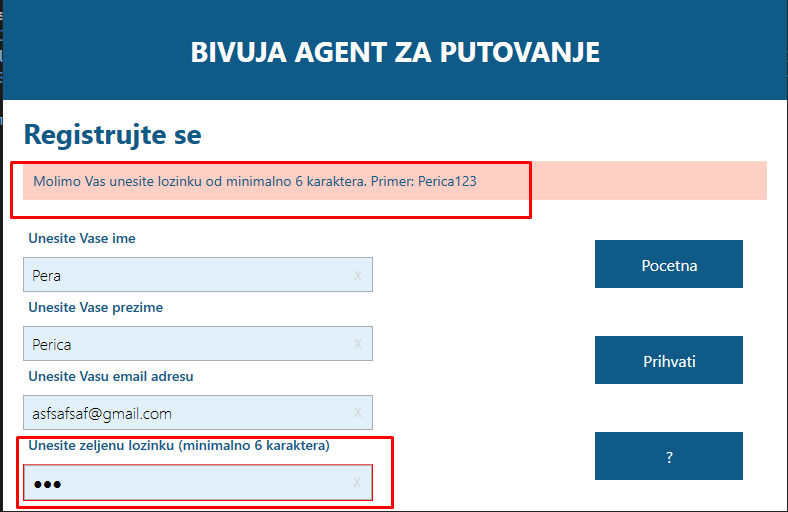 BIVUJA AGENT ZA PUTOVANJE
Registrujte se
Molimo Vas unesite lozinku od minimalno 6 karaktera. Primer: Perica123
Unesite Vase ime
Pera x
Unesite Vase prezime
Perica x
Unesite Vasu email adresu
asfsafsaf@gmail.com x
Unesite zeljenu lozinku (minimalno 6 karaktera)
●●● x
Pocetna
Prihvati
?